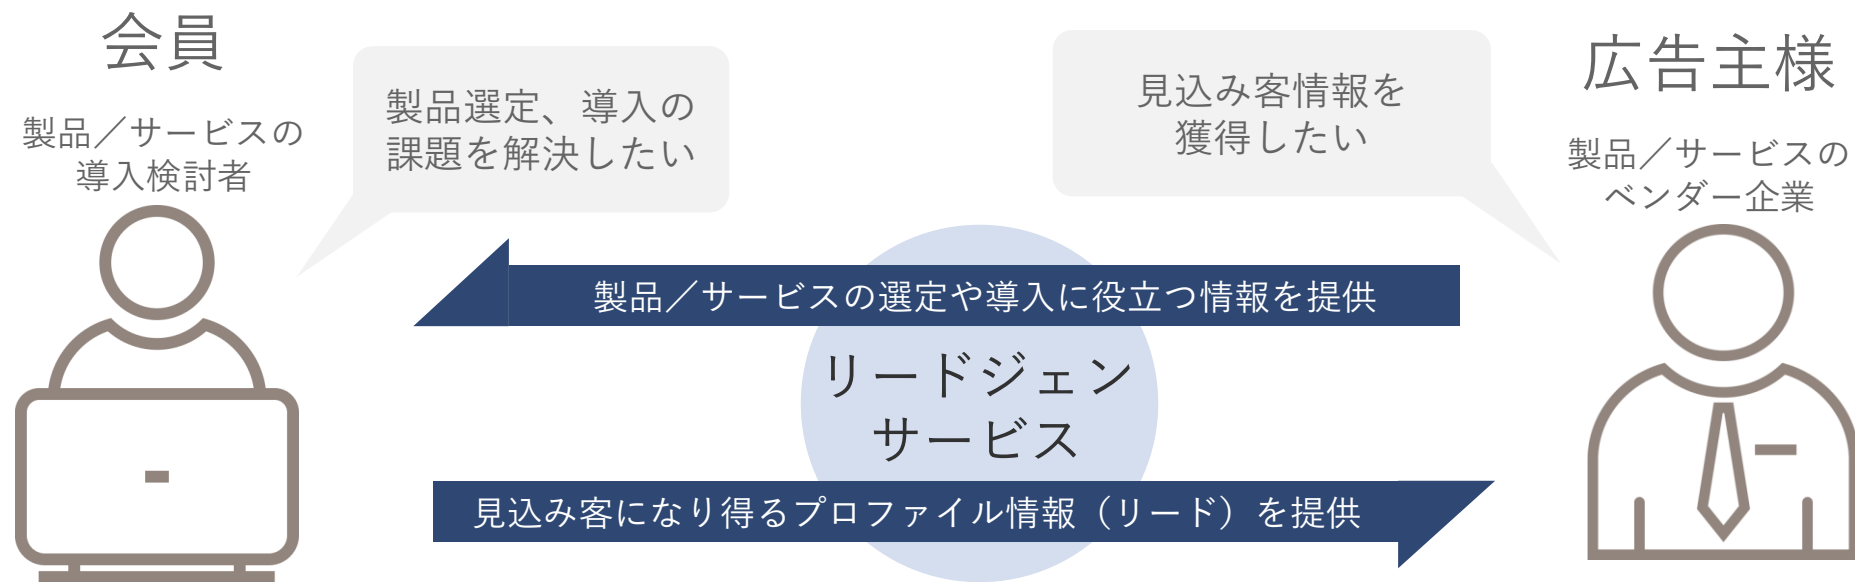 会員
製品／サービスの
導入検討者
製品選定、導入の
課題を解決したい
見込み客情報を
獲得したい
広告主様
製品／サービスの
ベンダー企業
製品／サービスの選定や導入に役立つ情報を提供
リードジェン
サービス
見込み客になり得るプロファイル情報（リード）を提供